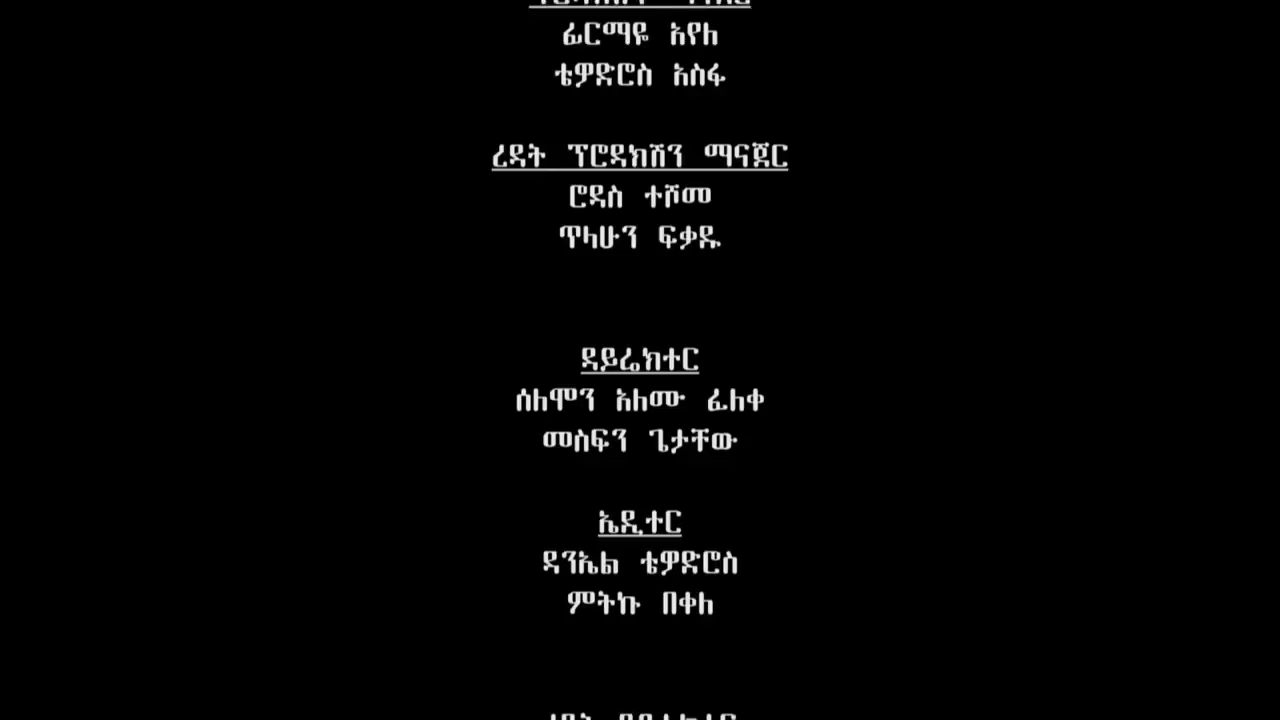 ፊርማዬ አየለ
ቴዎድሮስ አስፋ
ረዳት ፕሮዳክሽን ማናጀር
ሮዳስ ተሾመ
ጥላሁን ፍቃዱ
ዳይሬክተር
ሰለሞን አለሙ ፈለቀ
መስፍን ጌታቸው
ኤዲተር
ዳንኤል ቴዎድሮስ
ምትኩ በቀለ